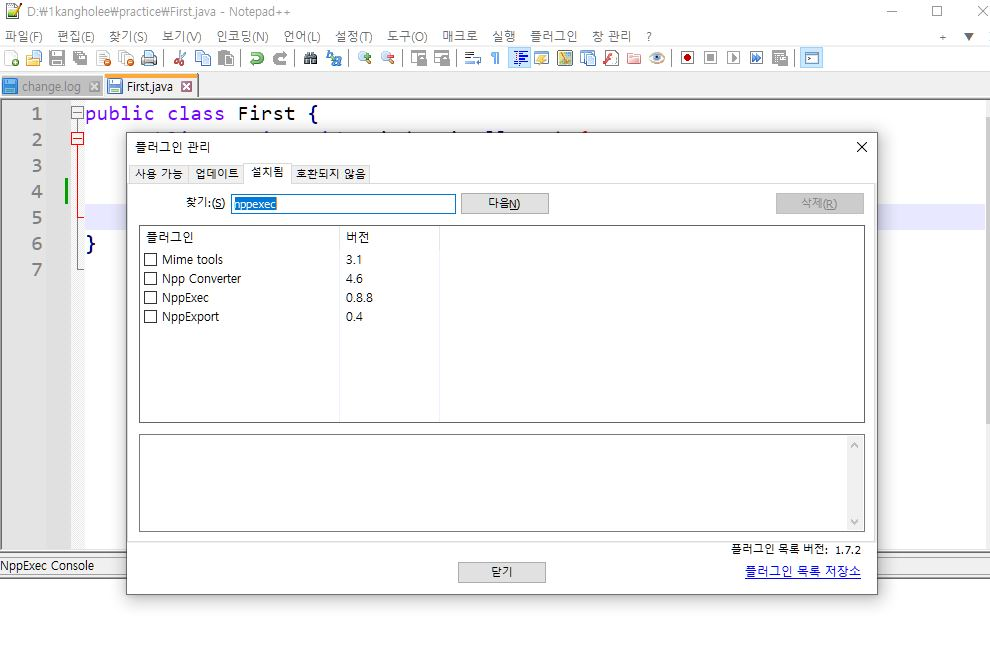 D:\1kangholee\practice\First.java - Notepad++
파일(F) 편집(E) 찾기(S) 보기(V) 인코딩(N) 언어(L) 설정(T) 도구(O) 매크로 실행 플러그인 창 관리 ?
change.log First.java
1 public class First {
2
3
4
5
6 }
7
플러그인 관리
사용 가능 업데이트 설치됨 호환되지 않음
찾기:(S) nppexec 다음(N) 삭제(R)
플러그인 버전
Mime tools 3.1
Npp Converter 4.6
NppExec 0.8.8
NppExport 0.4
플러그인 목록 버전: 1.7.2
닫기 플러그인 목록 저장소
NppExec Console